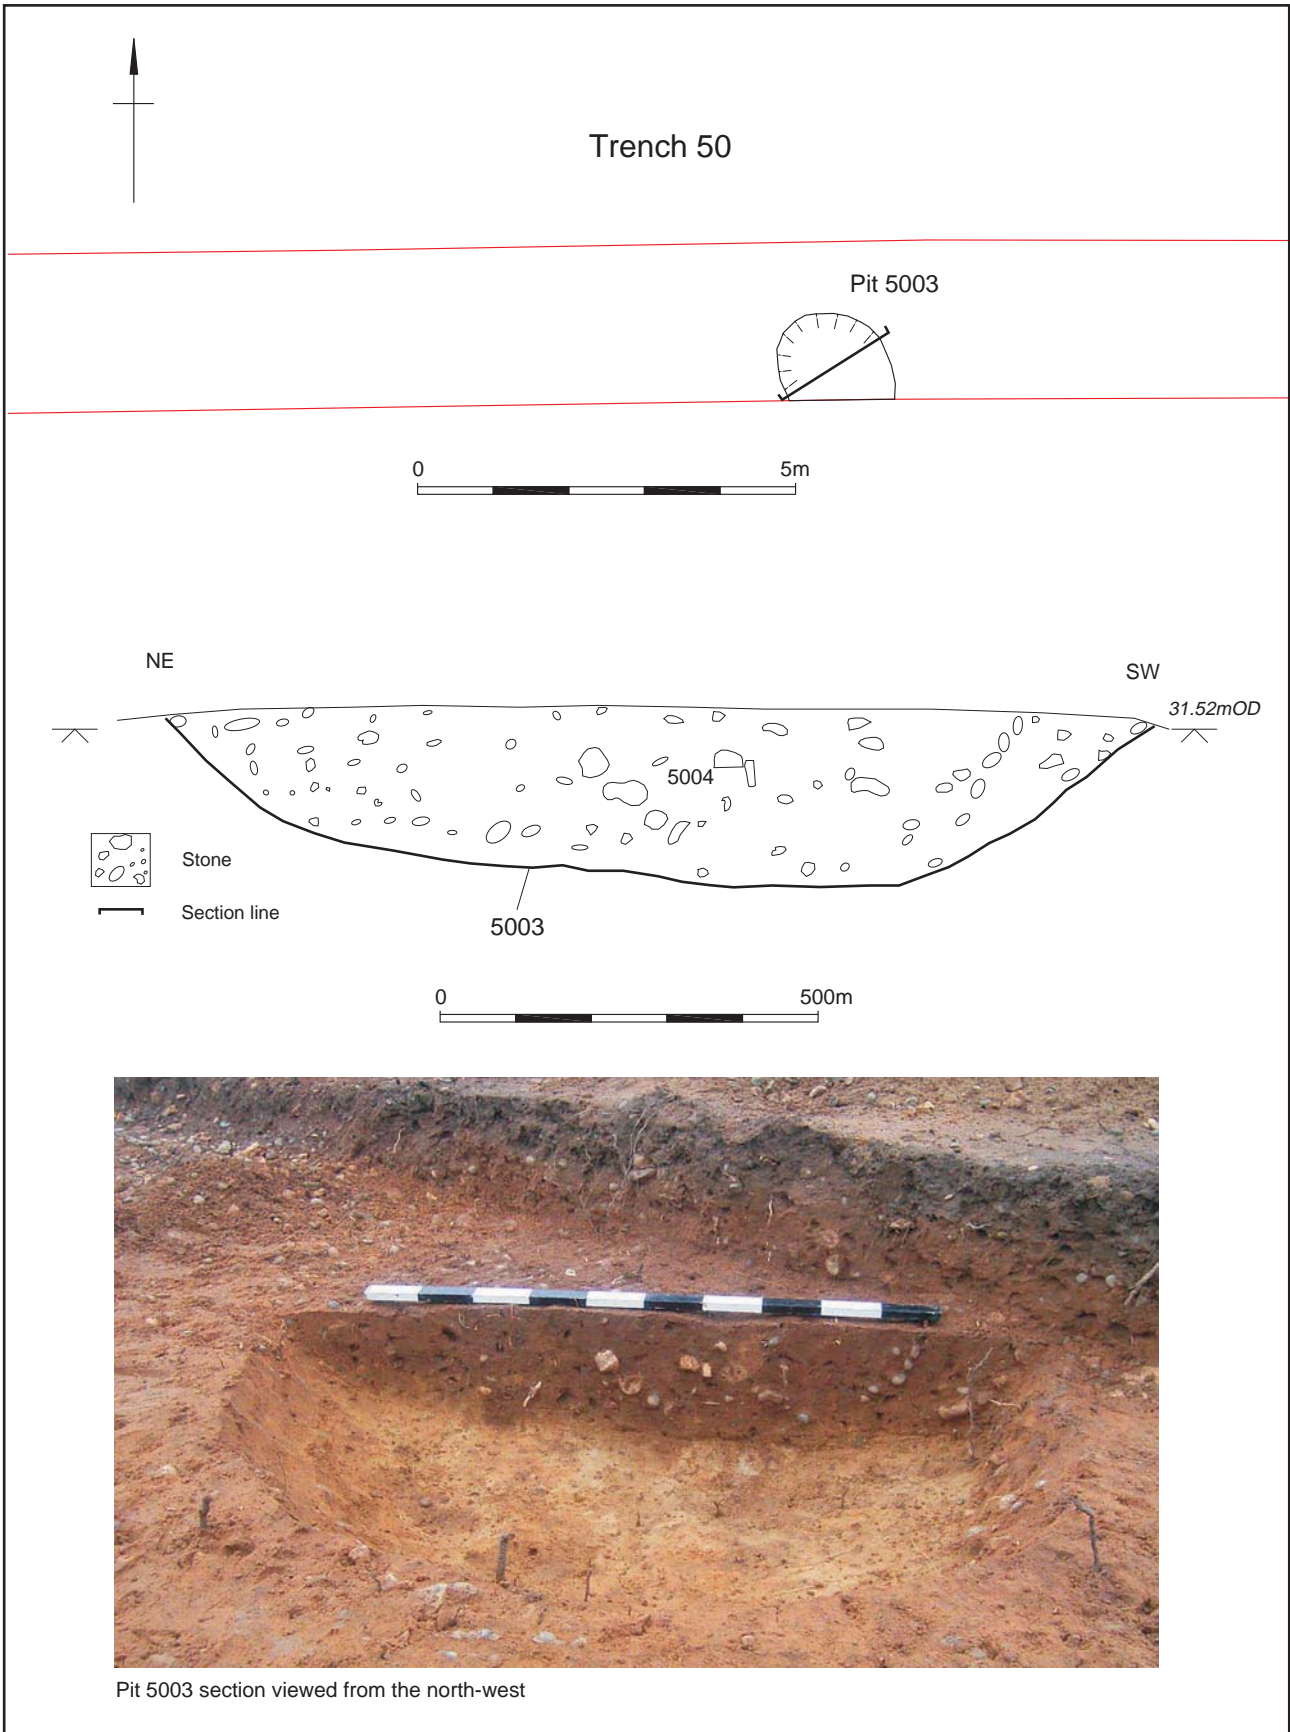 Trench 50
Pit 5003
0 5m
NE
SW
31.52mOD
5004
Stone
Section line
5003
0 500m
Pit 5003 section viewed from the north-west